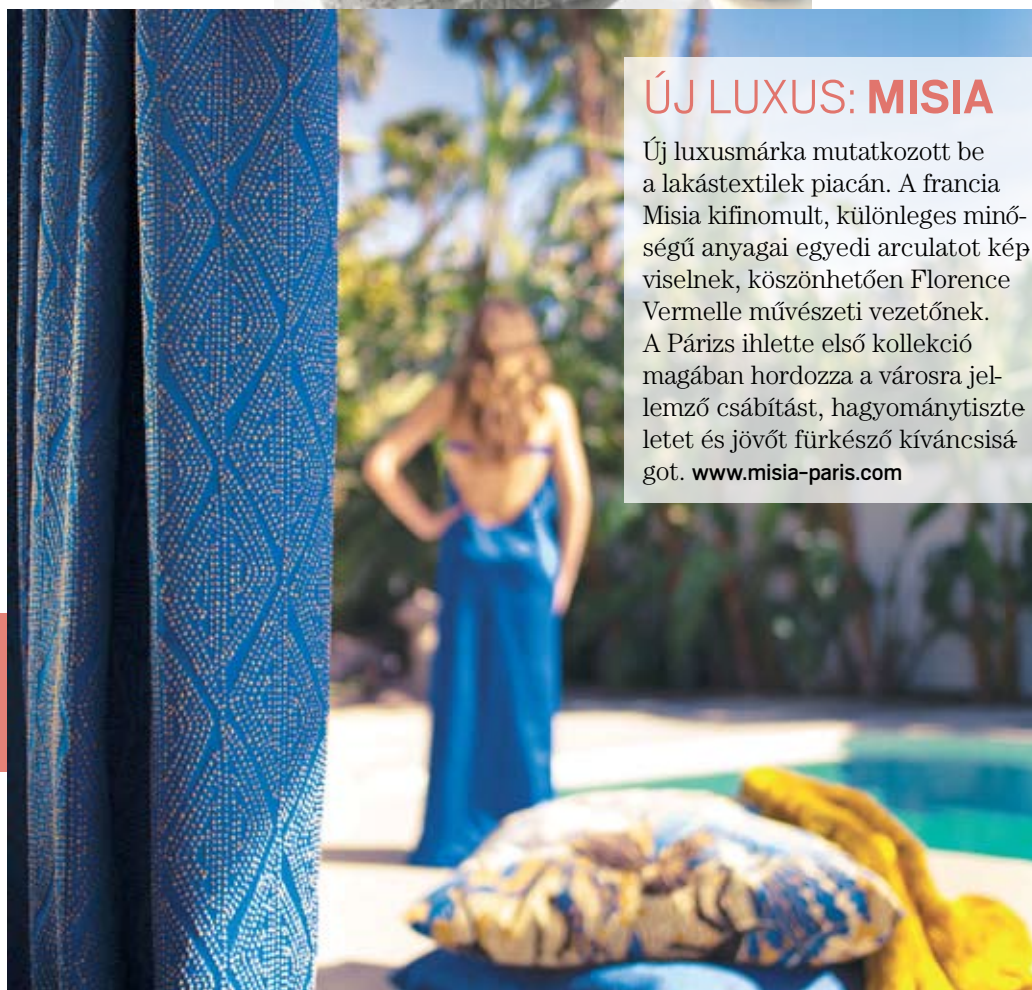 ÚJ LUXUS: MISIA
Új luxusmárka mutatkozott be
a lakástextilek piacán. A francia
Misia kifinomult, különleges minő-
ségű anyagai egyedi arculatot kép-
viselnek, köszönhetően Florence
Vermelle művészeti vezetőnek.
A Párizs ihlette első kollekció
magában hordozza a városra jel-
lemző csábítást, hagyománytiszte-
letet és jövőt fürkésző kíváncsisá-
got. www.misia-paris.com